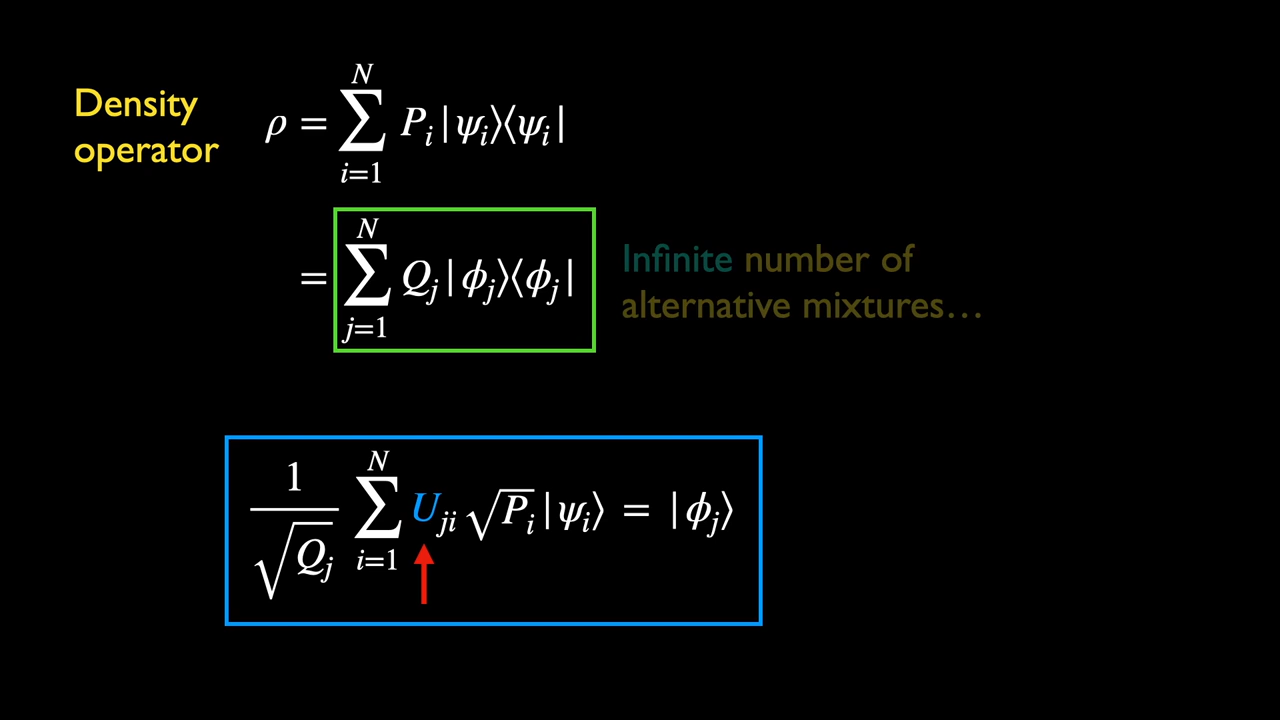 Density
operator
ρ = ∑_{i=1}^{N} P_i |ψ_i⟩⟨ψ_i|
= ∑_{j=1}^{N} Q_j |ϕ_j⟩⟨ϕ_j|
Infinite number of
alternative mixtures…
1/√Q_j ∑_{i=1}^{N} U_{ji} √P_i |ψ_i⟩ = |ϕ_j⟩